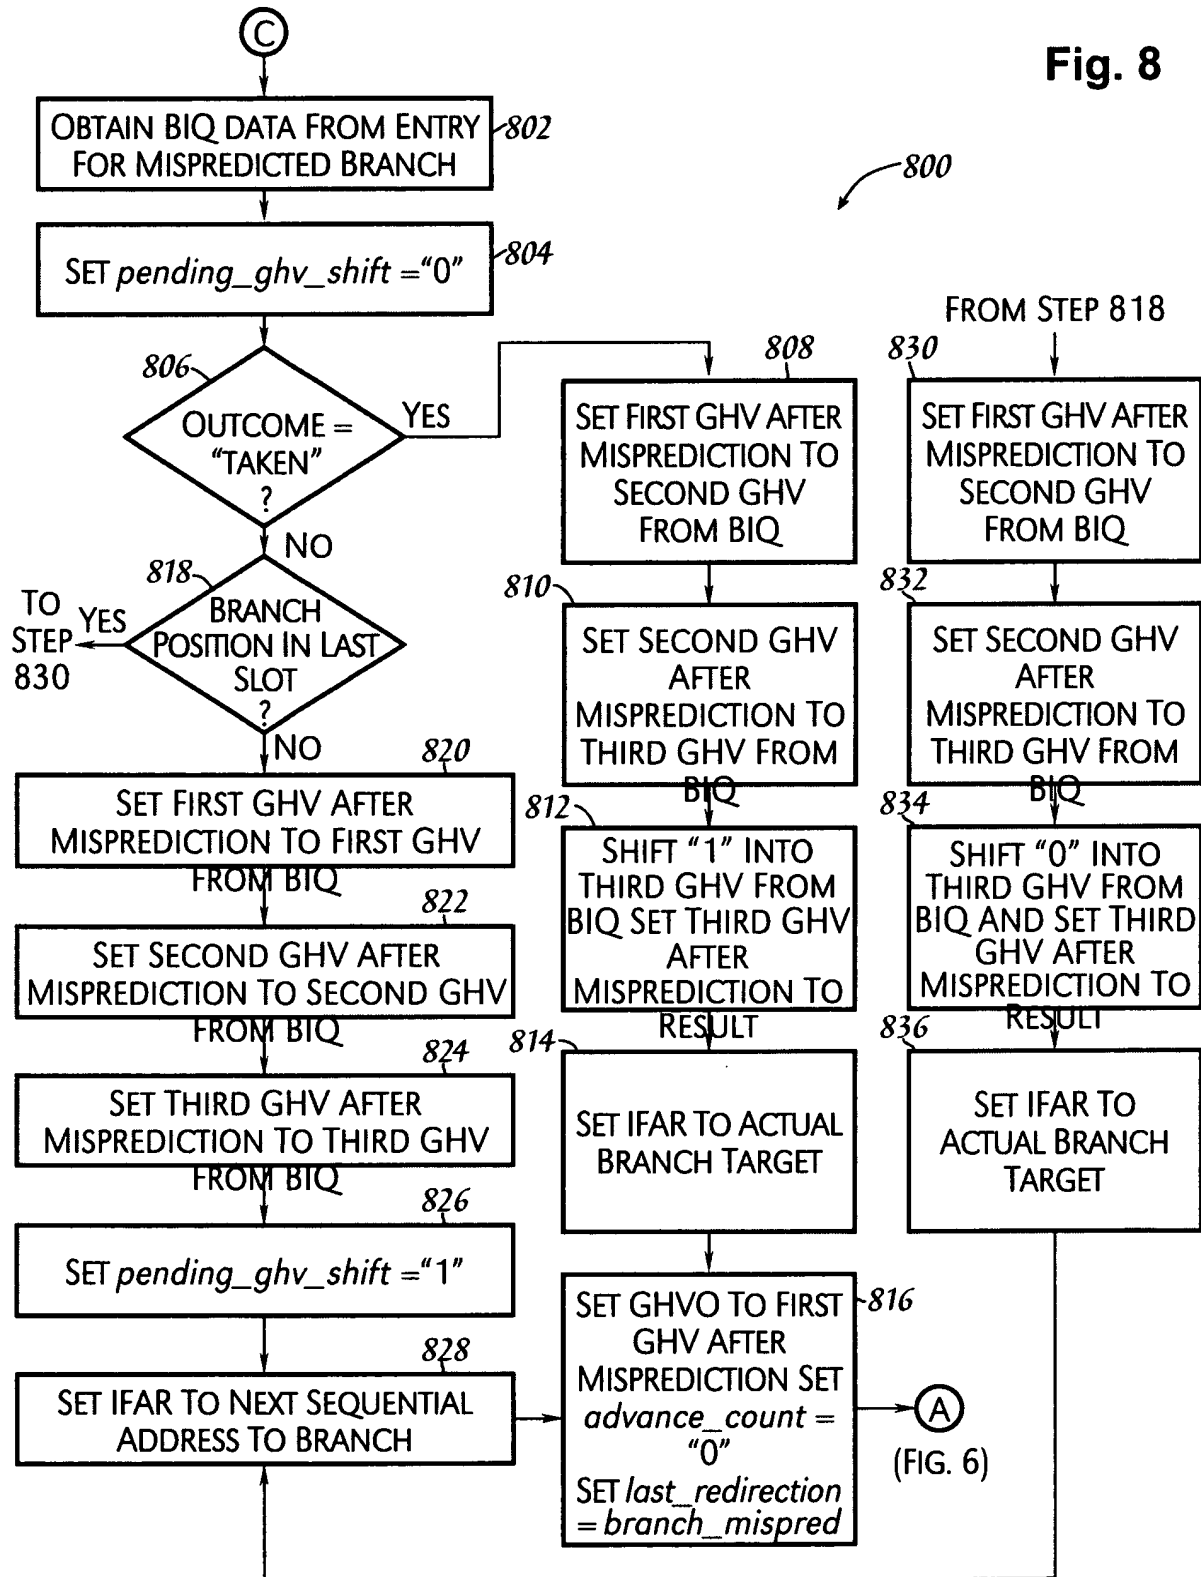 C
Fig. 8
OBTAIN BIQ DATA FROM ENTRY
FOR MISPREDICTED BRANCH
802
800
SET pending_ghv_shift ="0"
804
806
OUTCOME =
"TAKEN"
?
YES
NO
818
BRANCH
POSITION IN LAST
SLOT
?
YES
TO
STEP
830
NO
820
SET FIRST GHV AFTER
MISPREDICTION TO FIRST GHV
FROM BIQ
822
SET SECOND GHV AFTER
MISPREDICTION TO SECOND GHV
FROM BIQ
824
SET THIRD GHV AFTER
MISPREDICTION TO THIRD GHV
FROM BIQ
826
SET pending_ghv_shift ="1"
828
SET IFAR TO NEXT SEQUENTIAL
ADDRESS TO BRANCH
808
SET FIRST GHV AFTER
MISPREDICTION TO
SECOND GHV
FROM BIQ
810
SET SECOND GHV
AFTER
MISPREDICTION TO
THIRD GHV FROM
BIQ
812
SHIFT "1" INTO
THIRD GHV FROM
BIQ SET THIRD GHV
AFTER
MISPREDICTION TO
RESULT
814
SET IFAR TO ACTUAL
BRANCH TARGET
816
SET GHVO TO FIRST
GHV AFTER
MISPREDICTION SET
advance_count =
"0"
SET last_redirection
= branch_mispred
A
(FIG. 6)
FROM STEP 818
830
SET FIRST GHV AFTER
MISPREDICTION TO
SECOND GHV
FROM BIQ
832
SET SECOND GHV
AFTER
MISPREDICTION TO
THIRD GHV FROM
BIQ
834
SHIFT "0" INTO
THIRD GHV FROM
BIQ AND SET THIRD
GHV AFTER
MISPREDICTION TO
RESULT
836
SET IFAR TO
ACTUAL BRANCH
TARGET